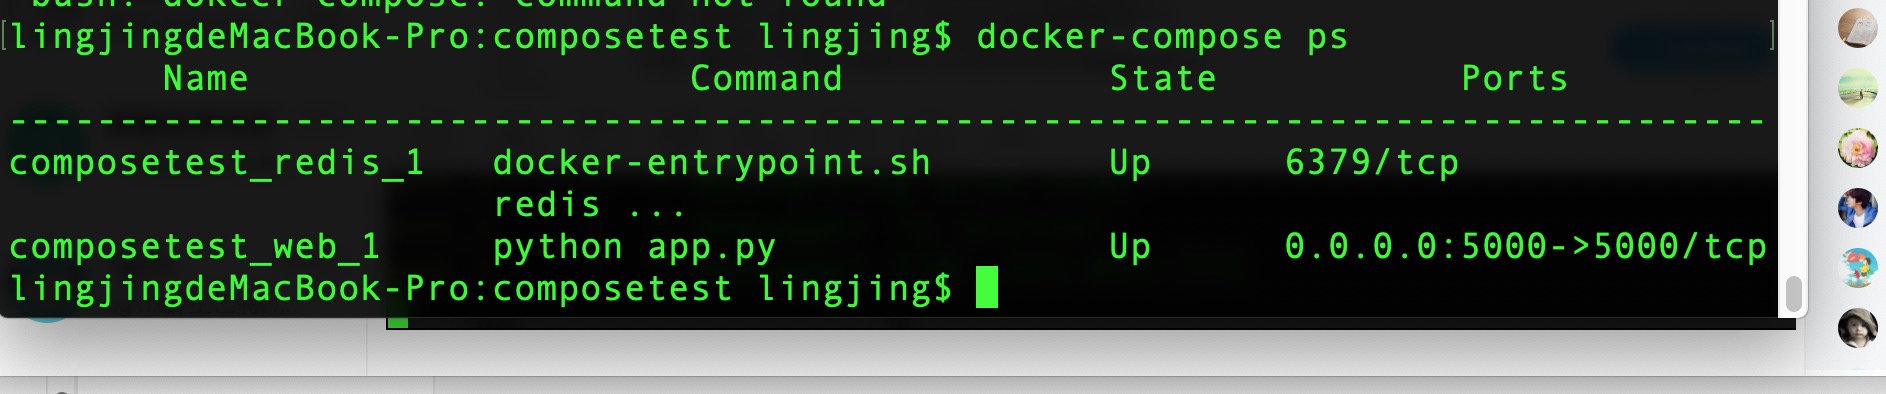 bash: dokcer-compose: command not found
lingjingdeMacBook-Pro:composetest lingjing$ docker-compose ps
Name Command State Ports
--------------------------------------------------------------------------------
composetest_redis_1 docker-entrypoint.sh Up 6379/tcp
redis ...
composetest_web_1 python app.py Up 0.0.0.0:5000->5000/tcp
lingjingdeMacBook-Pro:composetest lingjing$